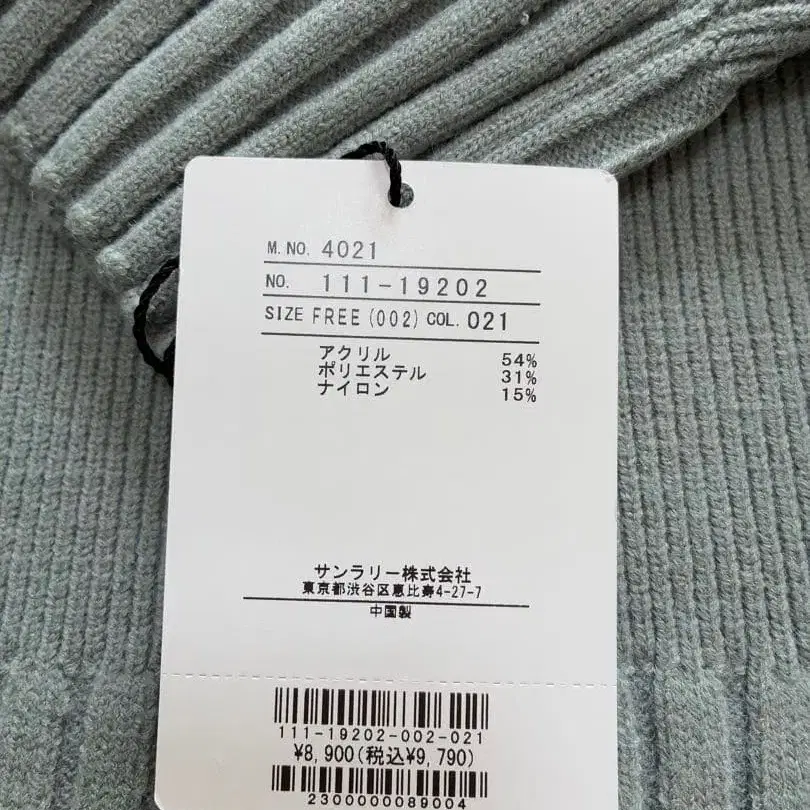 M. NO. 4021
NO. 111-19202
SIZE FREE (002) COL. 021
アクリル 54%
ポリエステル 31%
ナイロン 15%
サンラリー株式会社
東京都渋谷区恵比寿4-27-7
中国製
111-19202-002-021
¥8,900(税込¥9,790)
2300000089004